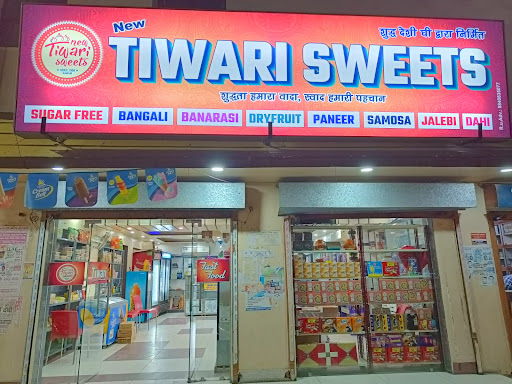 New
TIWARI SWEETS
शुद्ध देशी घी द्वारा निर्मित
शुद्धता हमारा वादा, स्वाद हमारी पहचान
new
Tiwari
sweets
SUGAR FREE BANGALI BANARASI DRYFRUIT PANEER SAMOSA JALEBI DAHI
Tiwari
Fast
Food